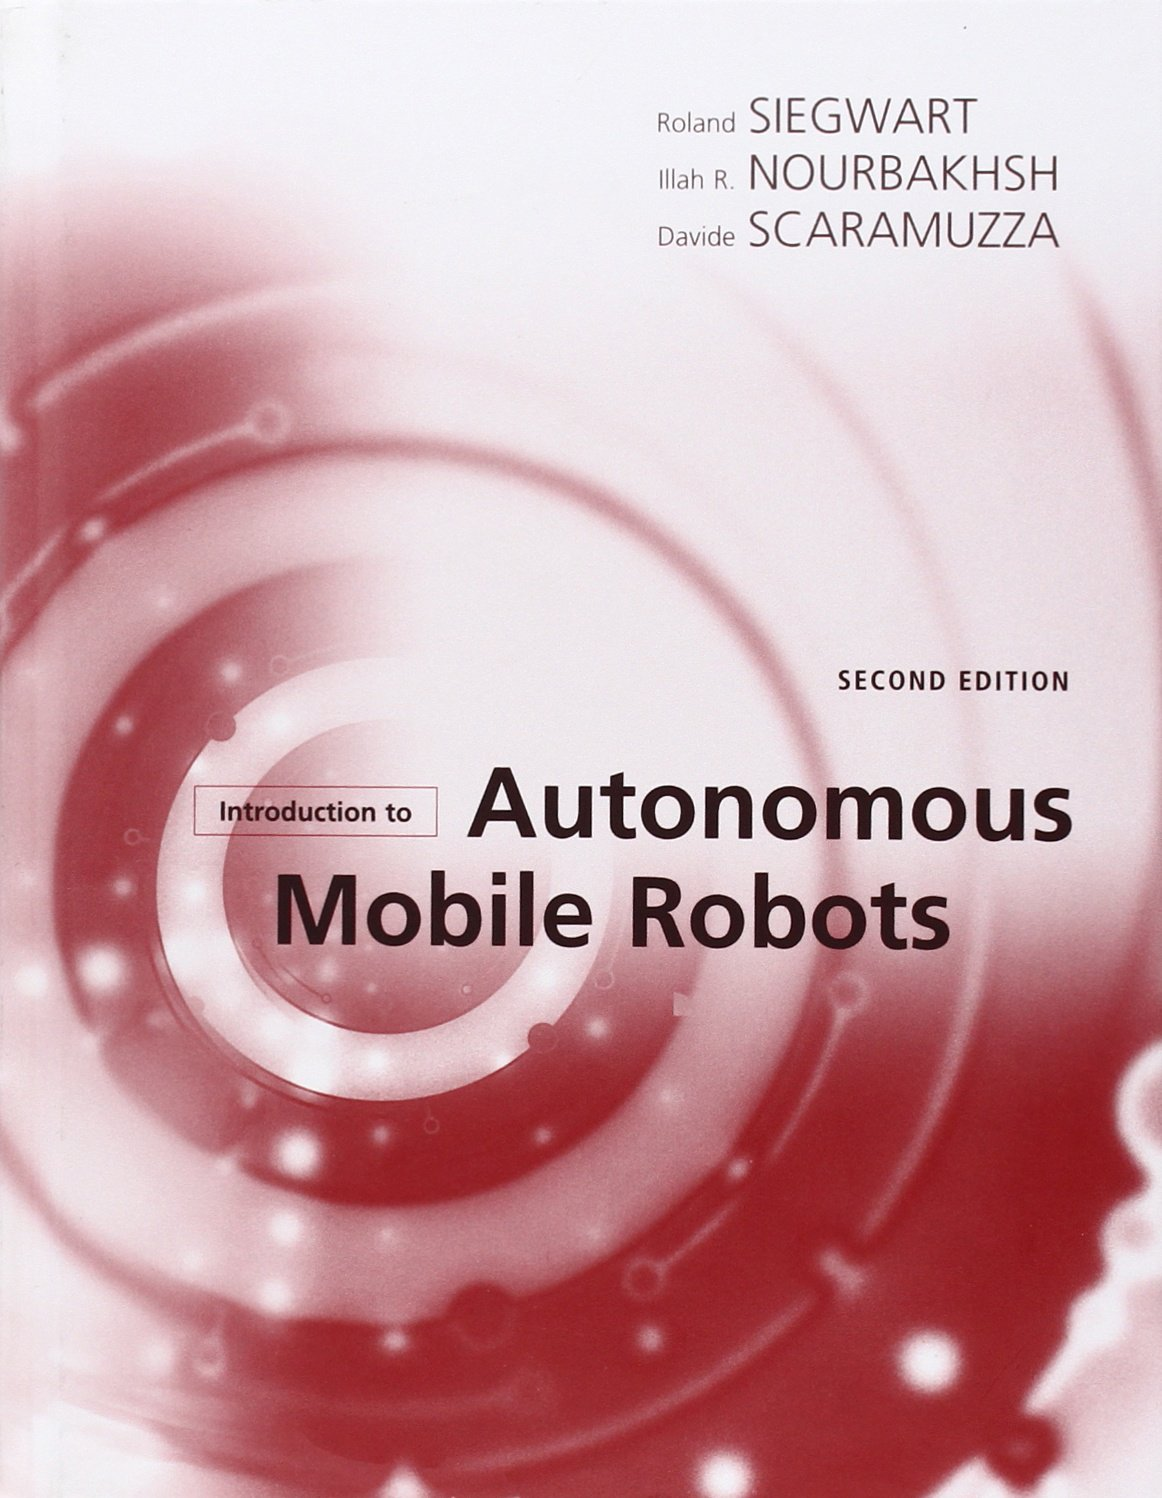 Roland SIEGWART
Illah R. NOURBAKHSH
Davide SCARAMUZZA
SECOND EDITION
Introduction to Autonomous
Mobile Robots